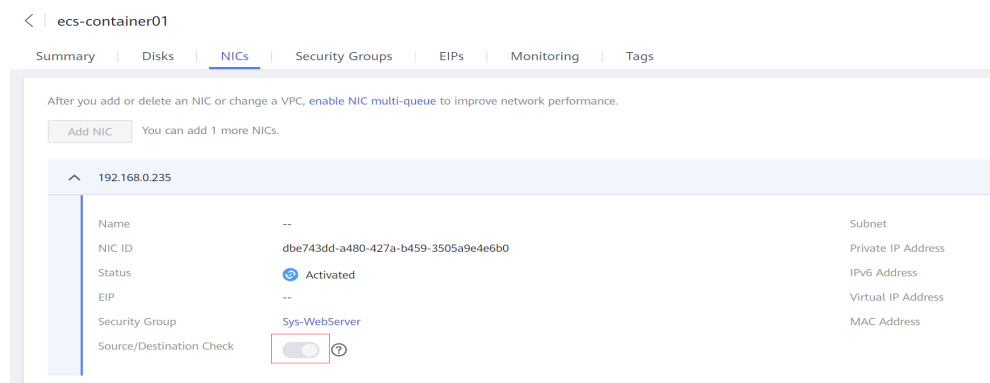 ecs-container01
Summary Disks NICs Security Groups EIPs Monitoring Tags
After you add or delete an NIC or change a VPC, enable NIC multi-queue to improve network performance.
Add NIC You can add 1 more NICs.
192.168.0.235
Name -- Subnet
NIC ID dbe743dd-a480-427a-b459-3505a9e4e6b0 Private IP Address
Status Activated IPv6 Address
EIP -- Virtual IP Address
Security Group Sys-WebServer MAC Address
Source/Destination Check ?